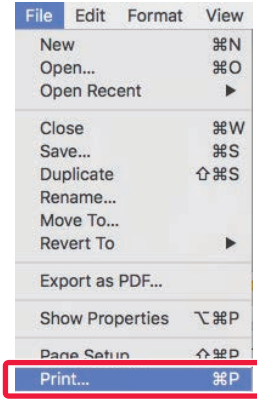 File Edit Format View
New ⌘N
Open... ⌘O
Open Recent ▶
Close ⌘W
Save... ⌘S
Duplicate ⇧⌘S
Rename...
Move To...
Revert To ▶
Export as PDF...
Show Properties ⌥⌘P
Page Setup ⇧⌘P
Print... ⌘P